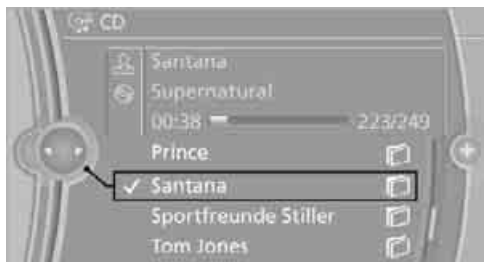 CD
Santana
Supernatural
00:38 223/249
Prince
Santana
Sportfreunde Stiller
Tom Jones